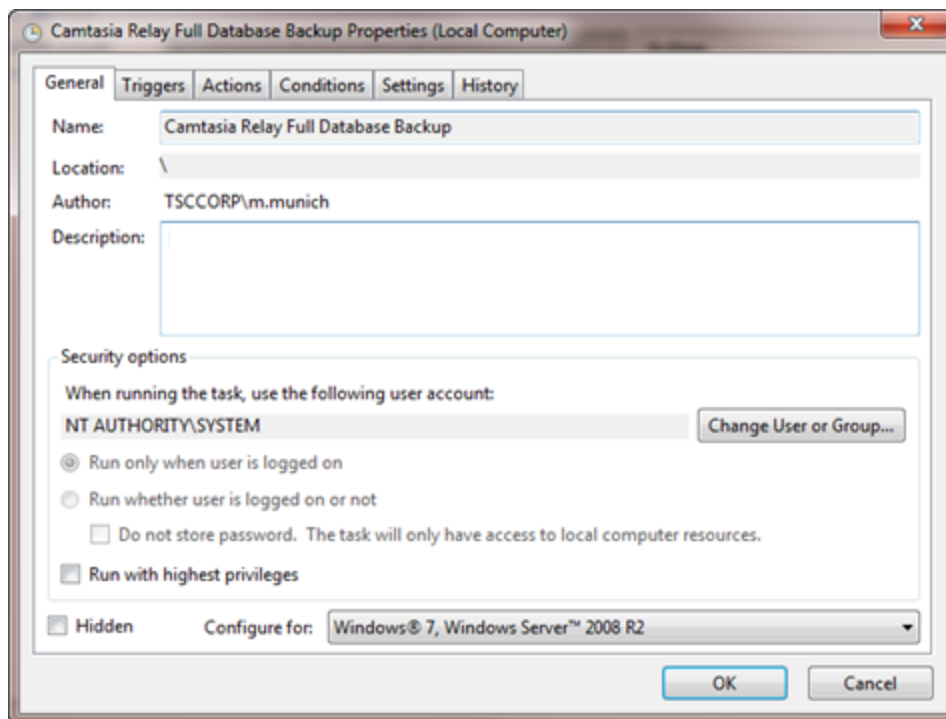 Camtasia Relay Full Database Backup Properties (Local Computer)
General Triggers Actions Conditions Settings History
Name: Camtasia Relay Full Database Backup
Location: \
Author: TSCCORP\m.munich
Description:
Security options
When running the task, use the following user account:
NT AUTHORITY\SYSTEM Change User or Group...
Run only when user is logged on
Run whether user is logged on or not
Do not store password. The task will only have access to local computer resources.
Run with highest privileges
Hidden Configure for: Windows® 7, Windows Server™ 2008 R2
OK Cancel